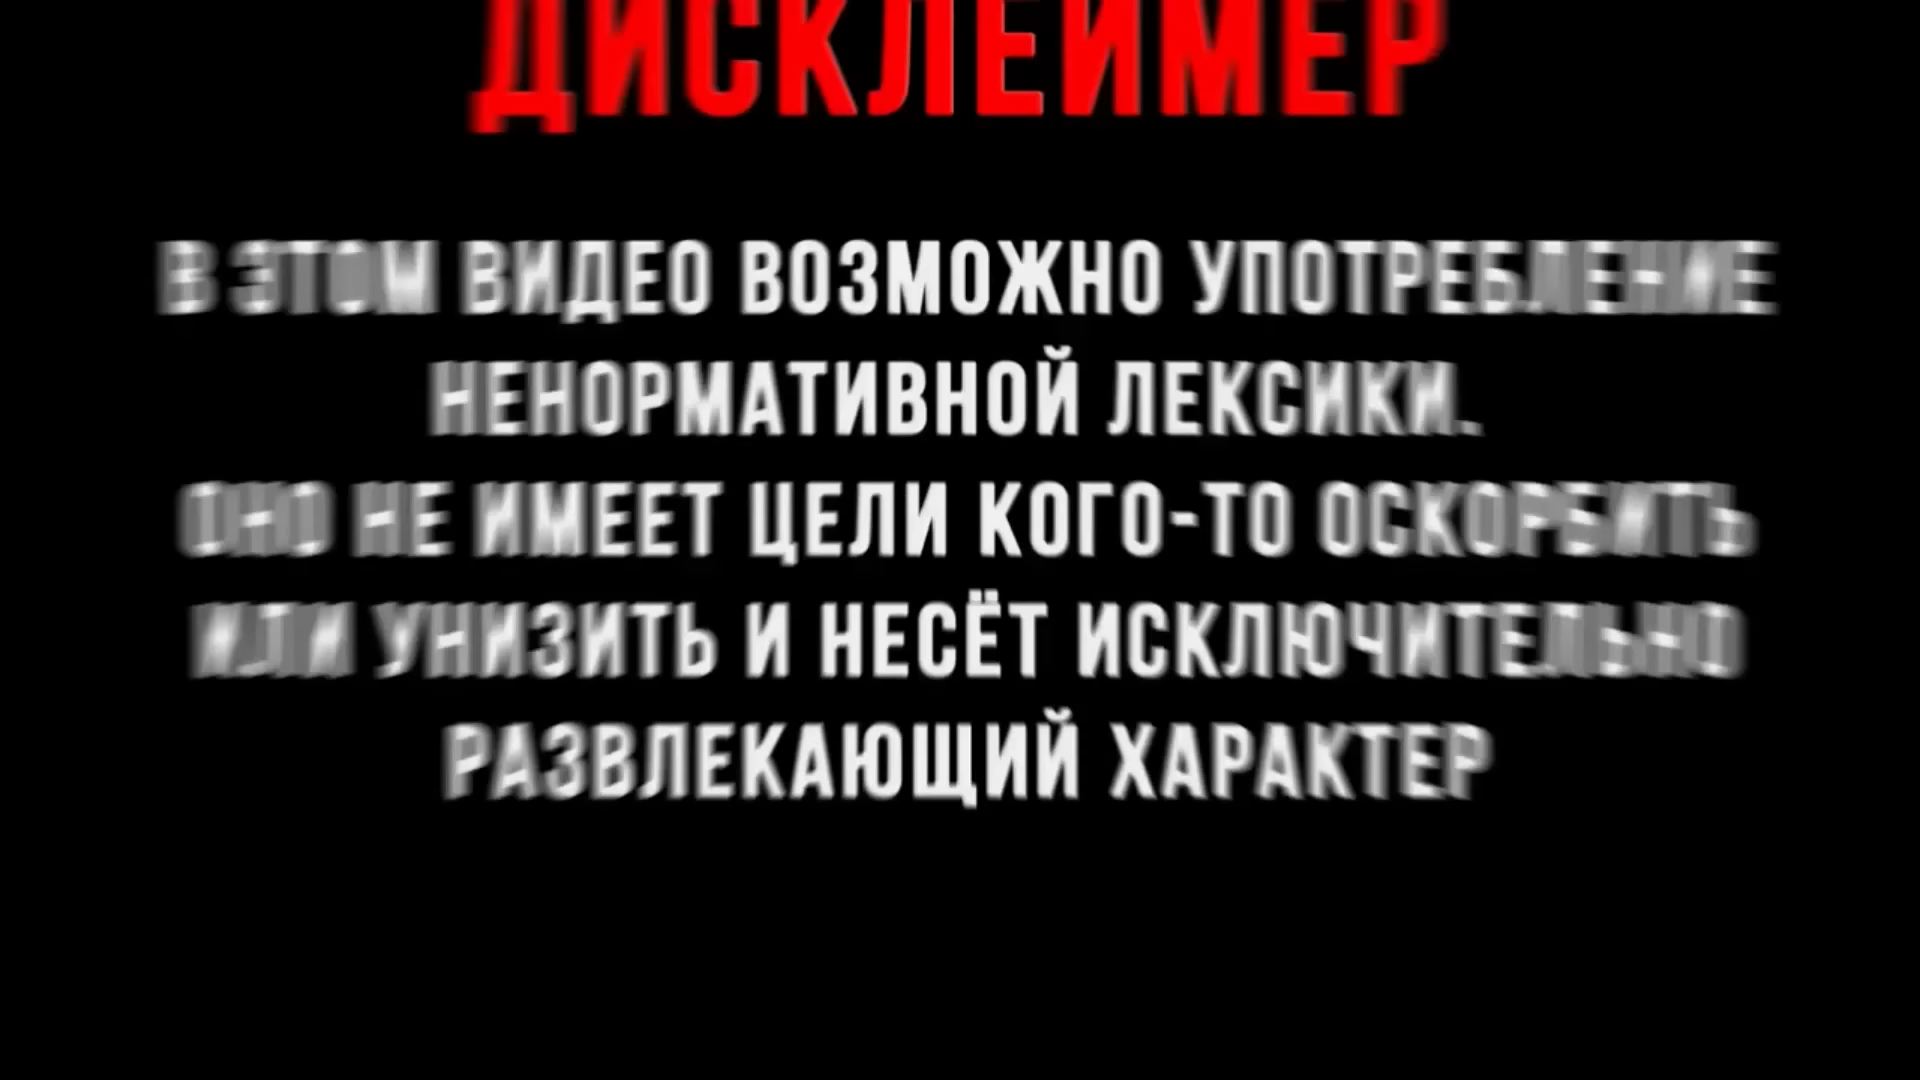 ДИСКЛЕЙМЕР
В ЭТОМ ВИДЕО ВОЗМОЖНО УПОТРЕБЛЕНИЕ
НЕНОРМАТИВНОЙ ЛЕКСИКИ.
ОНО НЕ ИМЕЕТ ЦЕЛИ КОГО-ТО ОСКОРБИТЬ
ИЛИ УНИЗИТЬ И НЕСЁТ ИСКЛЮЧИТЕЛЬНО
РАЗВЛЕКАЮЩИЙ ХАРАКТЕР